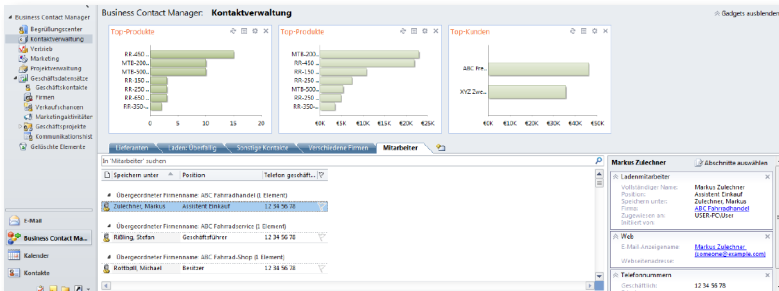 Business Contact Manager
Begrüßungscenter
Kontaktverwaltung
Vertrieb
Marketing
Projektverwaltung
Geschäftsdatensätze
Geschäftskontakte
Firmen
Verkaufschancen
Marketingaktivitäten
Geschäftsprojekte
Kommunikationshist
Gelöschte Elemente
E-Mail
Business Contact Ma...
Kalender
Kontakte
Business Contact Manager: Kontaktverwaltung
Gadgets ausblenden
Top-Produkte
RR-450 ...
MTB-200...
MTB-500...
RR-150 ...
RR-250 ...
RR-650 ...
RR-350-...
0 5 10 15 20
Top-Produkte
MTB-200...
RR-450 ...
RR-150 ...
RR-250 ...
MTB-500...
RR-650 ...
RR-350...
€0K €5K €10K €15K €20K €25K
Top-Kunden
ABC Fra...
XYZ Zwe...
€0K €10K €20K €30K €40K €50K
Lieferanten
Laden: Überfällig
Sonstige Kontakte
Verschiedene Firmen
Mitarbeiter
In 'Mitarbeiter' suchen
Speichern unter Position Telefon geschäft...
Übergeordneter Firmenname: ABC Fahrradhandel (1 Element)
Zulechner, Markus Assistent Einkauf 12 34 56 78
Übergeordneter Firmenname: ABC Fahrradservice (1 Element)
Rißling, Stefan Geschäftsführer 12 34 56 78
Übergeordneter Firmenname: ABC Fahrrad-Shop (1 Element)
Rottball, Michael Besitzer 12 34 56 78
Markus Zulechner
Abschnitte auswählen
Ladenmitarbeiter
Vollständiger Name: Markus Zulechner
Position: Assistent Einkauf
Speichern unter: Zulechner, Markus
Firma: ABC Fahrradhandel
Zugewiesen an: USER-PC\User
Initiiert von:
Web
E-Mail Anzeigename: Markus Zulechner
(someone@example.com)
Webseitenadresse:
Telefonnummern
Geschäftlich: 12 34 56 78